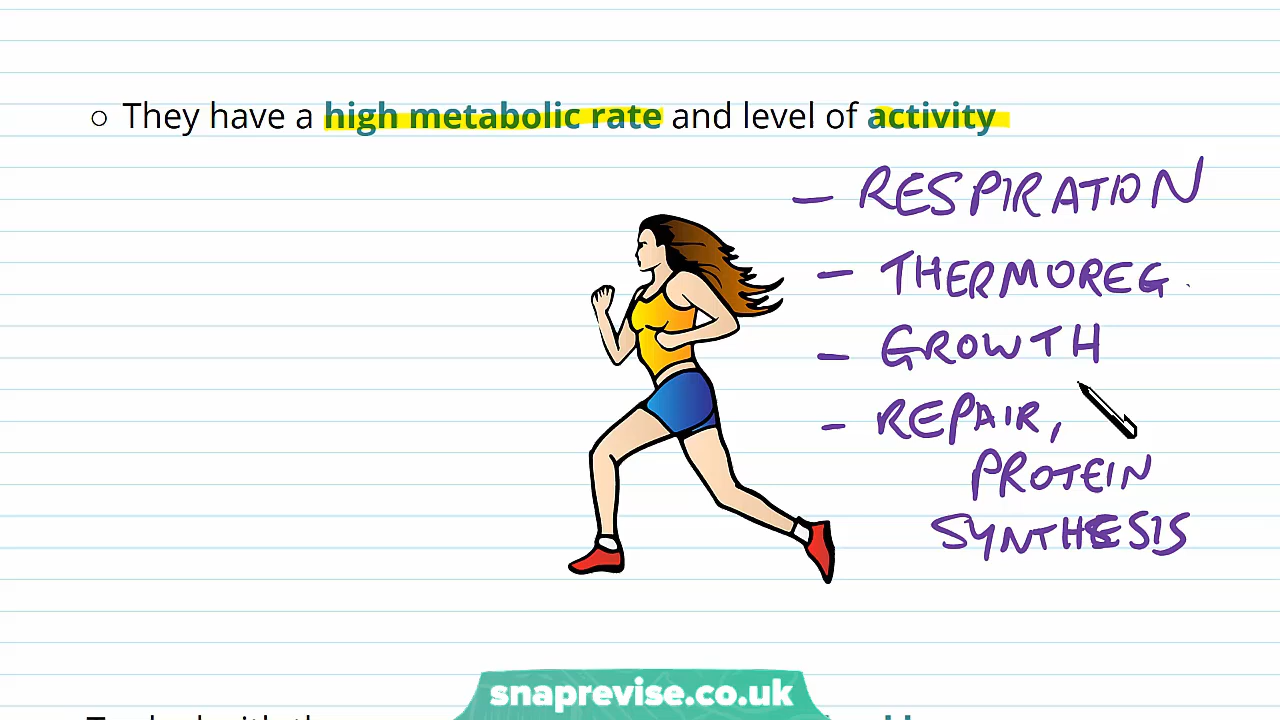 ○ They have a high metabolic rate and level of activity
– RESPIRATION
– THERMOREG.
– GROWTH
– REPAIR,
PROTEIN
SYNTHESIS
snaprevise.co.uk